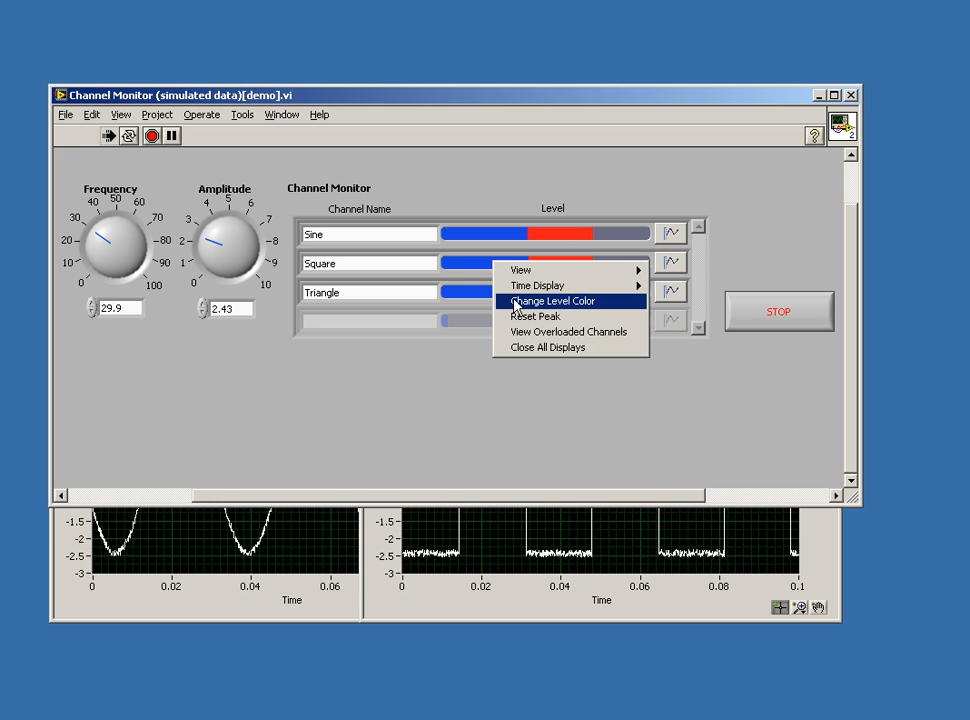 Channel Monitor (simulated data)[demo].vi
File Edit View Project Operate Tools Window Help
2
Frequency
0 10 20 30 40 50 60 70 80 90 100
29.9
Amplitude
0 1 2 3 4 5 6 7 8 9 10
2.43
Channel Monitor
Channel Name Level
Sine
Square
Triangle
View
Time Display
Change Level Color
Reset Peak
View Overloaded Channels
Close All Displays
STOP
-1.5
-2
-2.5
-3
0 0.02 0.04 0.06
Time
-1.5
-2
-2.5
-3
0 0.02 0.04 0.06 0.08 0.1
Time